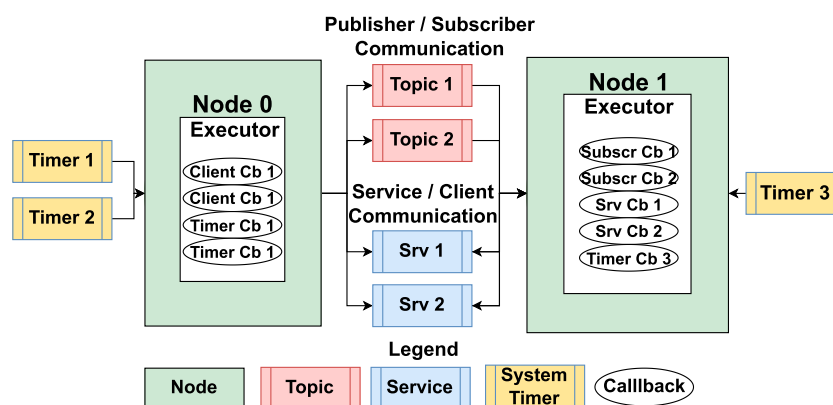 Publisher / Subscriber
Communication
Node 0
Executor
Client Cb 1
Client Cb 1
Timer Cb 1
Timer Cb 1
Timer 1
Timer 2
Topic 1
Topic 2
Service / Client
Communication
Srv 1
Srv 2
Node 1
Executor
Subscr Cb 1
Subscr Cb 2
Srv Cb 1
Srv Cb 2
Timer Cb 3
Timer 3
Legend
Node
Topic
Service
System
Timer
Calllback